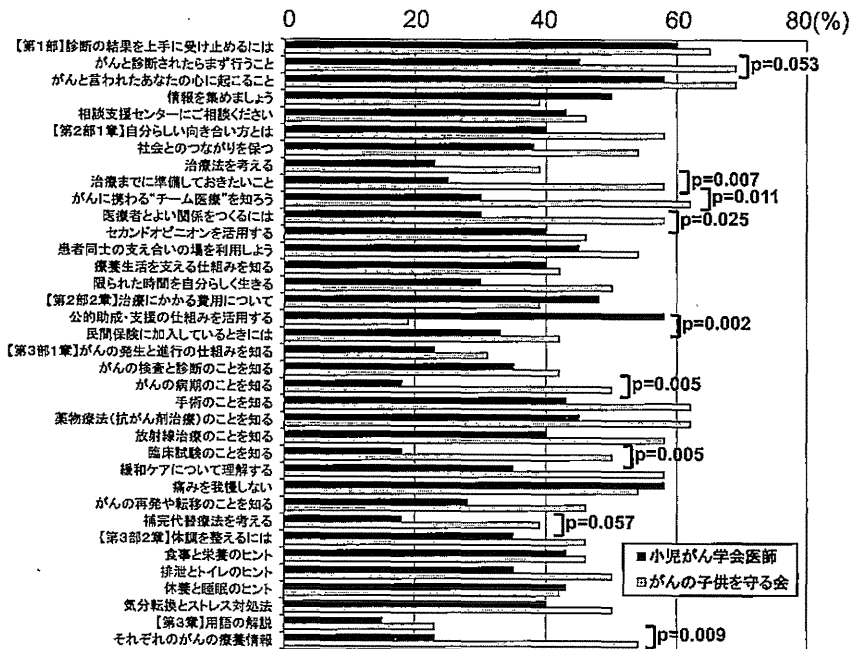 0 20 40 60 80(%)
【第1部】診断の結果を上手に受け止めるには
がんと診断されたらまず行うこと
p=0.053
がんと言われたあなたの心に起こること
情報を集めましょう
相談支援センターにご相談ください
【第2部1章】自分らしい向き合い方とは
社会とのつながりを保つ
治療法を考える
治療までに準備しておきたいこと
p=0.007
がんに携わる“チーム医療”を知ろう
p=0.011
医療者とよい関係をつくるには
p=0.025
セカンドオピニオンを活用する
患者同士の支え合いの場を利用しよう
療養生活を支える仕組みを知る
限られた時間を自分らしく生きる
【第2部2章】治療にかかる費用について
公的助成・支援の仕組みを活用する
p=0.002
民間保険に加入しているときには
【第3部1章】がんの発生と進行の仕組みを知る
がんの検査と診断のことを知る
がんの病期のことを知る
p=0.005
手術のことを知る
薬物療法(抗がん剤治療)のことを知る
放射線治療のことを知る
臨床試験のことを知る
p=0.005
緩和ケアについて理解する
痛みを我慢しない
がんの再発や転移のことを知る
補完代替療法を考える
p=0.057
【第3部2章】体調を整えるには
食事と栄養のヒント
排泄とトイレのヒント
休養と睡眠のヒント
気分転換とストレス対処法
【第3章】用語の解説
それぞれのがんの療養情報
p=0.009
小児がん学会医師
がんの子供を守る会